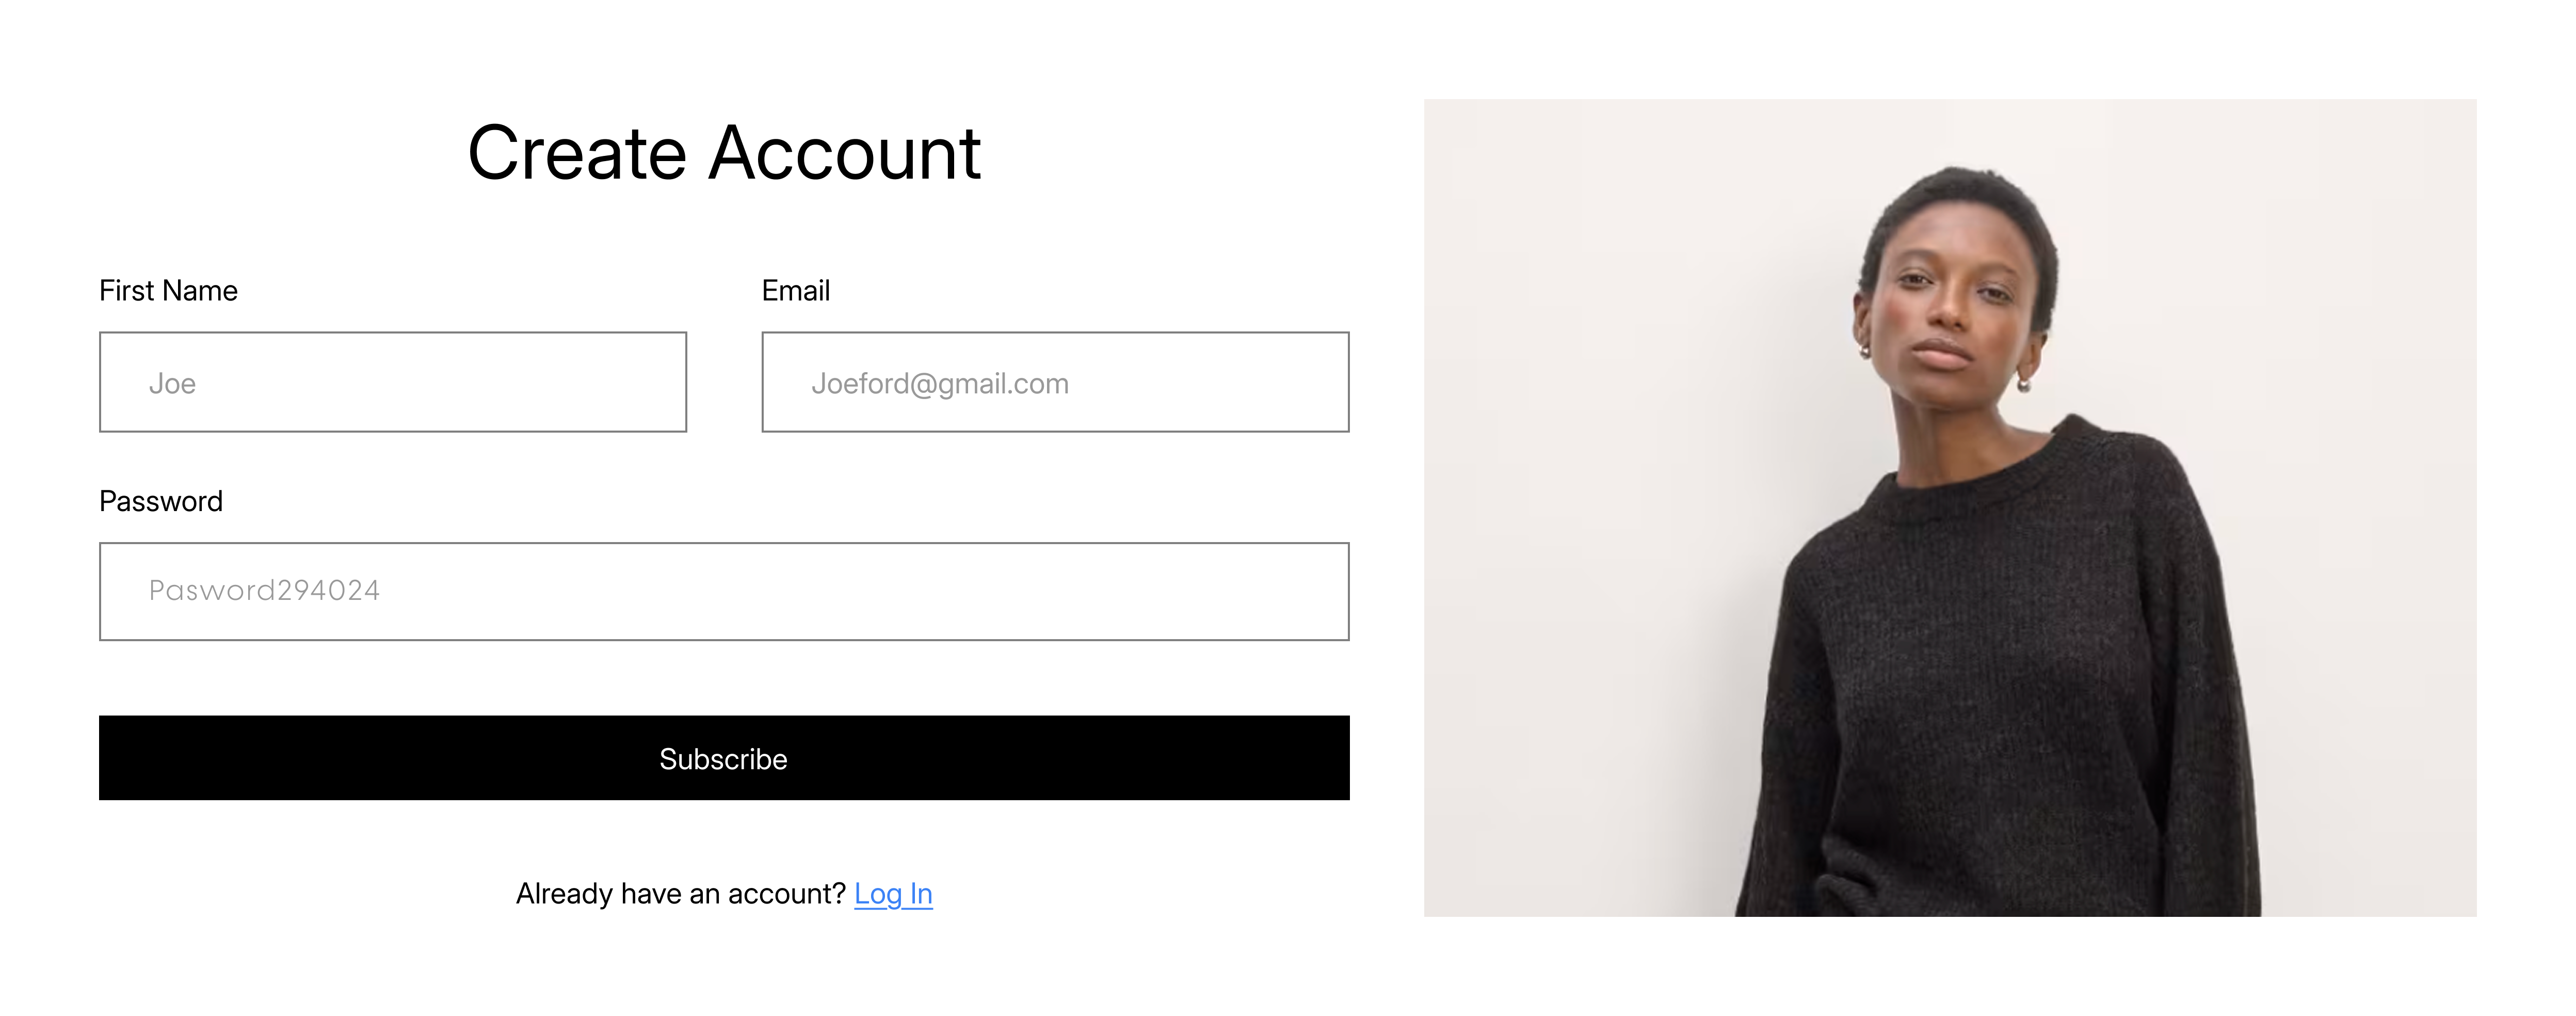 Create Account
First Name
Email
Joe
Joeford@gmail.com
Password
Pasword294024
Subscribe
Already have an account? Log In